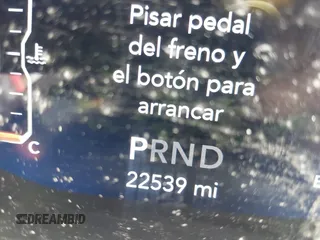 Pisar pedal
del freno y
el botón para
arrancar
PRND
22539 mi
C
DREAMBID